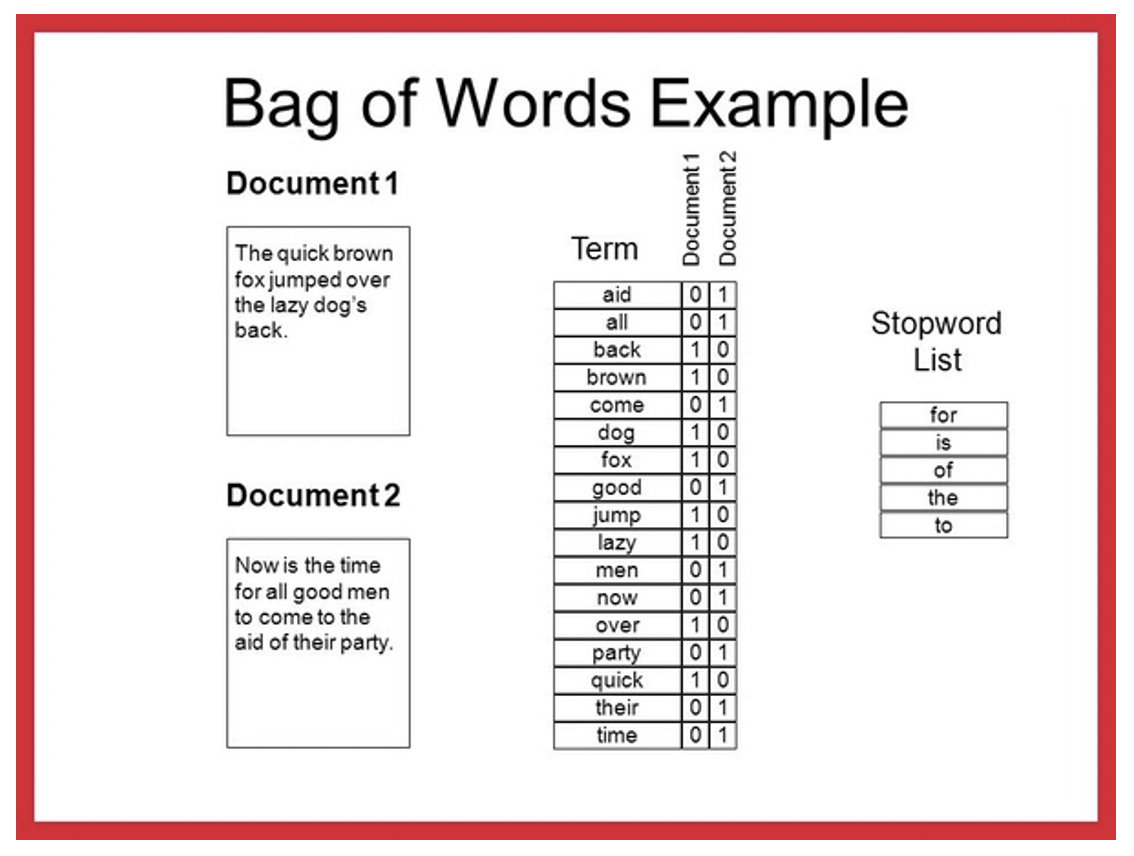 Bag of Words Example
Document 1
The quick brown
fox jumped over
the lazy dog’s
back.
Document 2
Now is the time
for all good men
to come to the
aid of their party.
Term Document 1 Document 2
aid 0 1
all 0 1
back 1 0
brown 1 0
come 0 1
dog 1 0
fox 1 0
good 0 1
jump 1 0
lazy 1 0
men 0 1
now 0 1
over 1 0
party 0 1
quick 1 0
their 0 1
time 0 1
Stopword
List
for
is
of
the
to